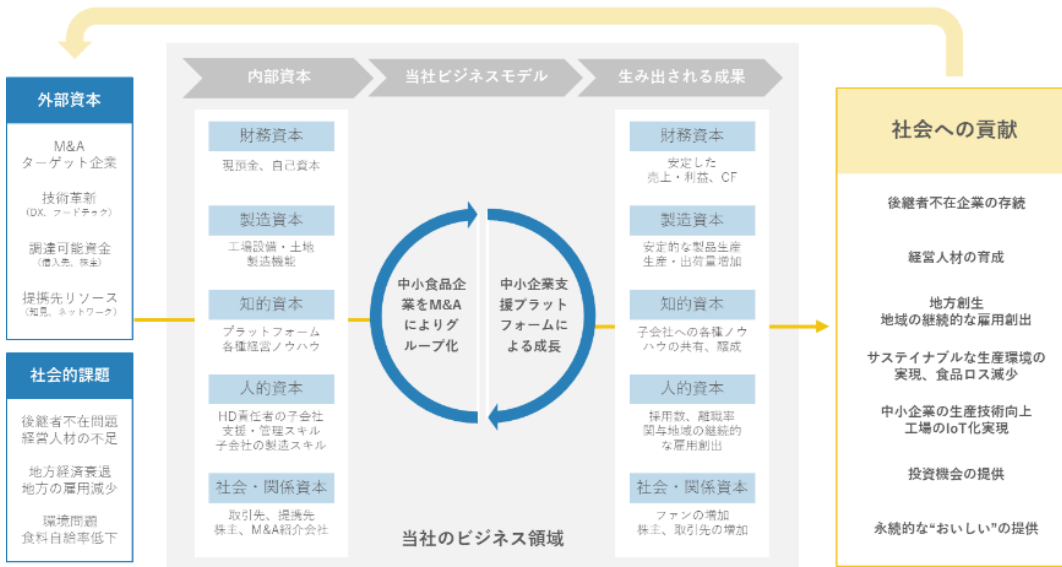 外部資本
M&A
ターゲット企業
技術革新
（DX、フードテック）
調達可能資金
（借入先、株主）
提携先リソース
（知見、ネットワーク）
社会的課題
後継者不在問題
経営人材の不足
地方経済衰退
地方の雇用減少
環境問題
食料自給率低下
内部資本
財務資本
現預金、自己資本
製造資本
工場設備・土地
製造機能
知的資本
プラットフォーム
各種経営ノウハウ
人的資本
HD責任者の子会社
支援・管理スキル
子会社の製造スキル
社会・関係資本
取引先、提携先
株主、M&A紹介会社
当社ビジネスモデル
中小食品企
業をM&A
によりグ
ループ化
中小企業支
援プラット
フォームに
よる成長
当社のビジネス領域
生み出される成果
財務資本
安定した
売上・利益、CF
製造資本
安定的な製品生産
生産・出荷量増加
知的資本
子会社への各種ノウ
ハウの共有、醸成
人的資本
採用数、離職率
関与地域の継続的
な雇用創出
社会・関係資本
ファンの増加
株主、取引先の増加
社会への貢献
後継者不在企業の存続
経営人材の育成
地方創生
地域の継続的な雇用創出
サステイナブルな生産環境の
実現、食品ロス減少
中小企業の生産技術向上
工場のIoT化実現
投資機会の提供
永続的な“おいしい”の提供